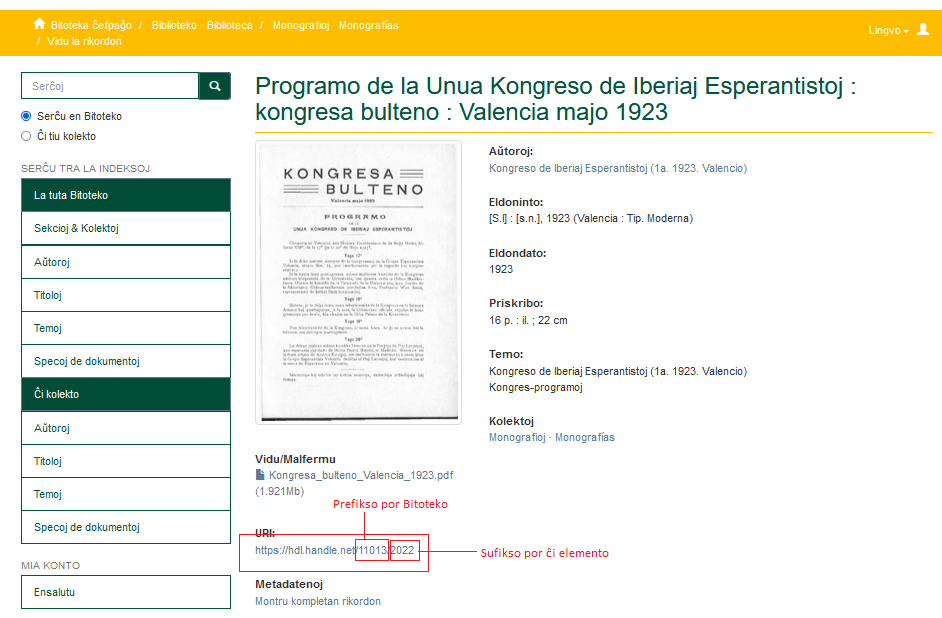 Bitoteka ĉefpaĝo / Biblioteko · Biblioteca / Monografioj · Monografías
/ Vidu la rikordon
Lingvo
Serĉoj
Serĉu en Bitoteko
Ĉi tiu kolekto
SERĈU TRA LA INDEKSOJ
La tuta Bitoteko
Sekcioj & Kolektoj
Aŭtoroj
Titoloj
Temoj
Specoj de dokumentoj
Ĉi kolekto
Aŭtoroj
Titoloj
Temoj
Specoj de dokumentoj
MIA KONTO
Ensalutu
Programo de la Unua Kongreso de Iberiaj Esperantistoj :
kongresa bulteno : Valencia majo 1923
KONGRESA
BULTENO
Valencia majo 1923
PROGRAMO
DE LA
UNUA KONGRESO DE IBERIAJ ESPERANTISTOJ
Vidu/Malfermu
Kongresa_bulteno_Valencia_1923.pdf
(1.921Mb)
Prefikso por Bitoteko
URI:
https://hdl.handle.net/11013/2022
Sufikso por ĉi elemento
Metadatenoj
Montru kompletan rikordon
Aŭtoroj:
Kongreso de Iberiaj Esperantistoj (1a. 1923. Valencio)
Eldoninto:
[S.l] : [s.n.], 1923 (Valencia : Tip. Moderna)
Eldondato:
1923
Priskribo:
16 p. : il. ; 22 cm
Temo:
Kongreso de Iberiaj Esperantistoj (1a. 1923. Valencio)
Kongres-programoj
Kolektoj
Monografioj · Monografías